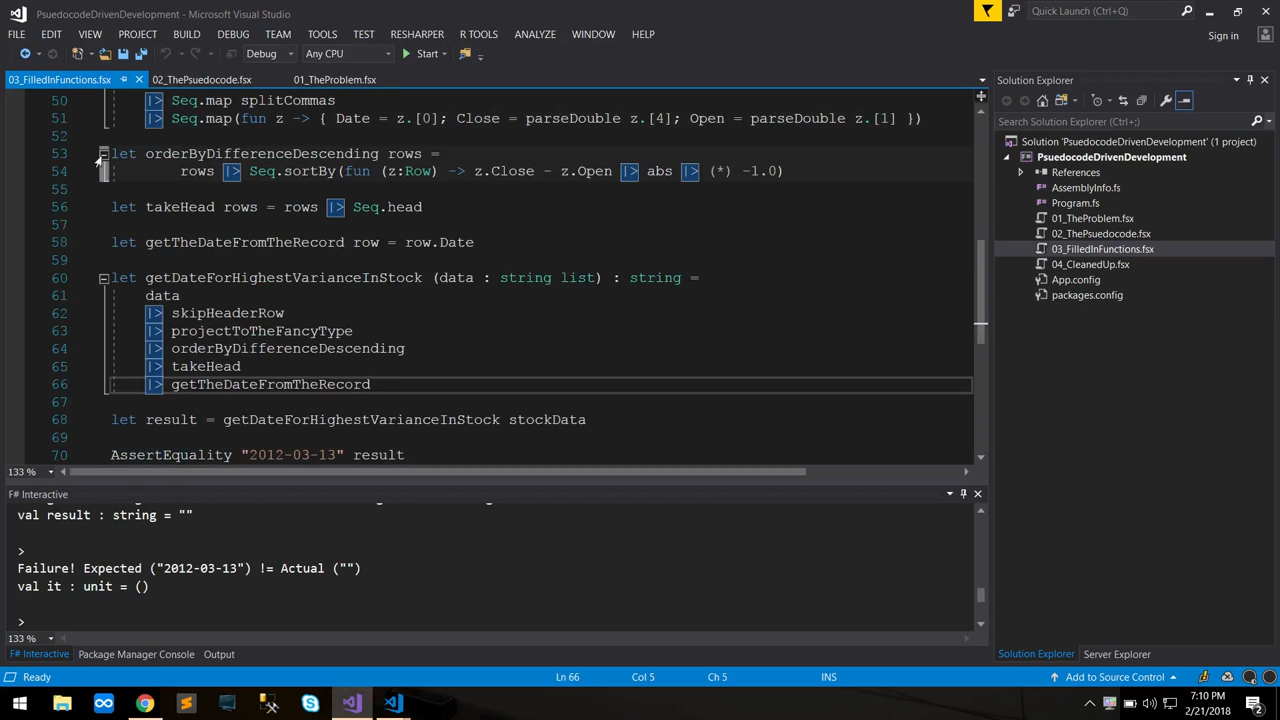 PsuedocodeDrivenDevelopment - Microsoft Visual Studio
Quick Launch (Ctrl+Q)
FILE EDIT VIEW PROJECT BUILD DEBUG TEAM TOOLS TEST RESHARPER R TOOLS ANALYZE WINDOW HELP
Sign in
Debug Any CPU Start
03_FilledInFunctions.fsx 02_ThePsuedocode.fsx 01_TheProblem.fsx
50 |> Seq.map splitCommas
51 |> Seq.map(fun z -> { Date = z.[0]; Close = parseDouble z.[4]; Open = parseDouble z.[1] })
52
53 let orderByDifferenceDescending rows =
54 rows |> Seq.sortBy(fun (z:Row) -> z.Close - z.Open |> abs |> (*) -1.0)
55
56 let takeHead rows = rows |> Seq.head
57
58 let getTheDateFromTheRecord row = row.Date
59
60 let getDateForHighestVarianceInStock (data : string list) : string =
61 data
62 |> skipHeaderRow
63 |> projectToTheFancyType
64 |> orderByDifferenceDescending
65 |> takeHead
66 |> getTheDateFromTheRecord
67
68 let result = getDateForHighestVarianceInStock stockData
69
70 AssertEquality "2012-03-13" result
133 %
F# Interactive
val result : string = ""
>
Failure! Expected ("2012-03-13") != Actual ("")
val it : unit = ()
>
133 %
F# Interactive Package Manager Console Output
Solution Explorer
Search Solution Explorer (Ctrl+;)
Solution 'PsuedocodeDrivenDevelopment' (1 project)
PsuedocodeDrivenDevelopment
References
AssemblyInfo.fs
Program.fs
01_TheProblem.fsx
02_ThePsuedocode.fsx
03_FilledInFunctions.fsx
04_CleanedUp.fsx
App.config
packages.config
Solution Explorer Server Explorer
Ready Ln 66 Col 5 Ch 5 INS Add to Source Control
7:10 PM
2/21/2018